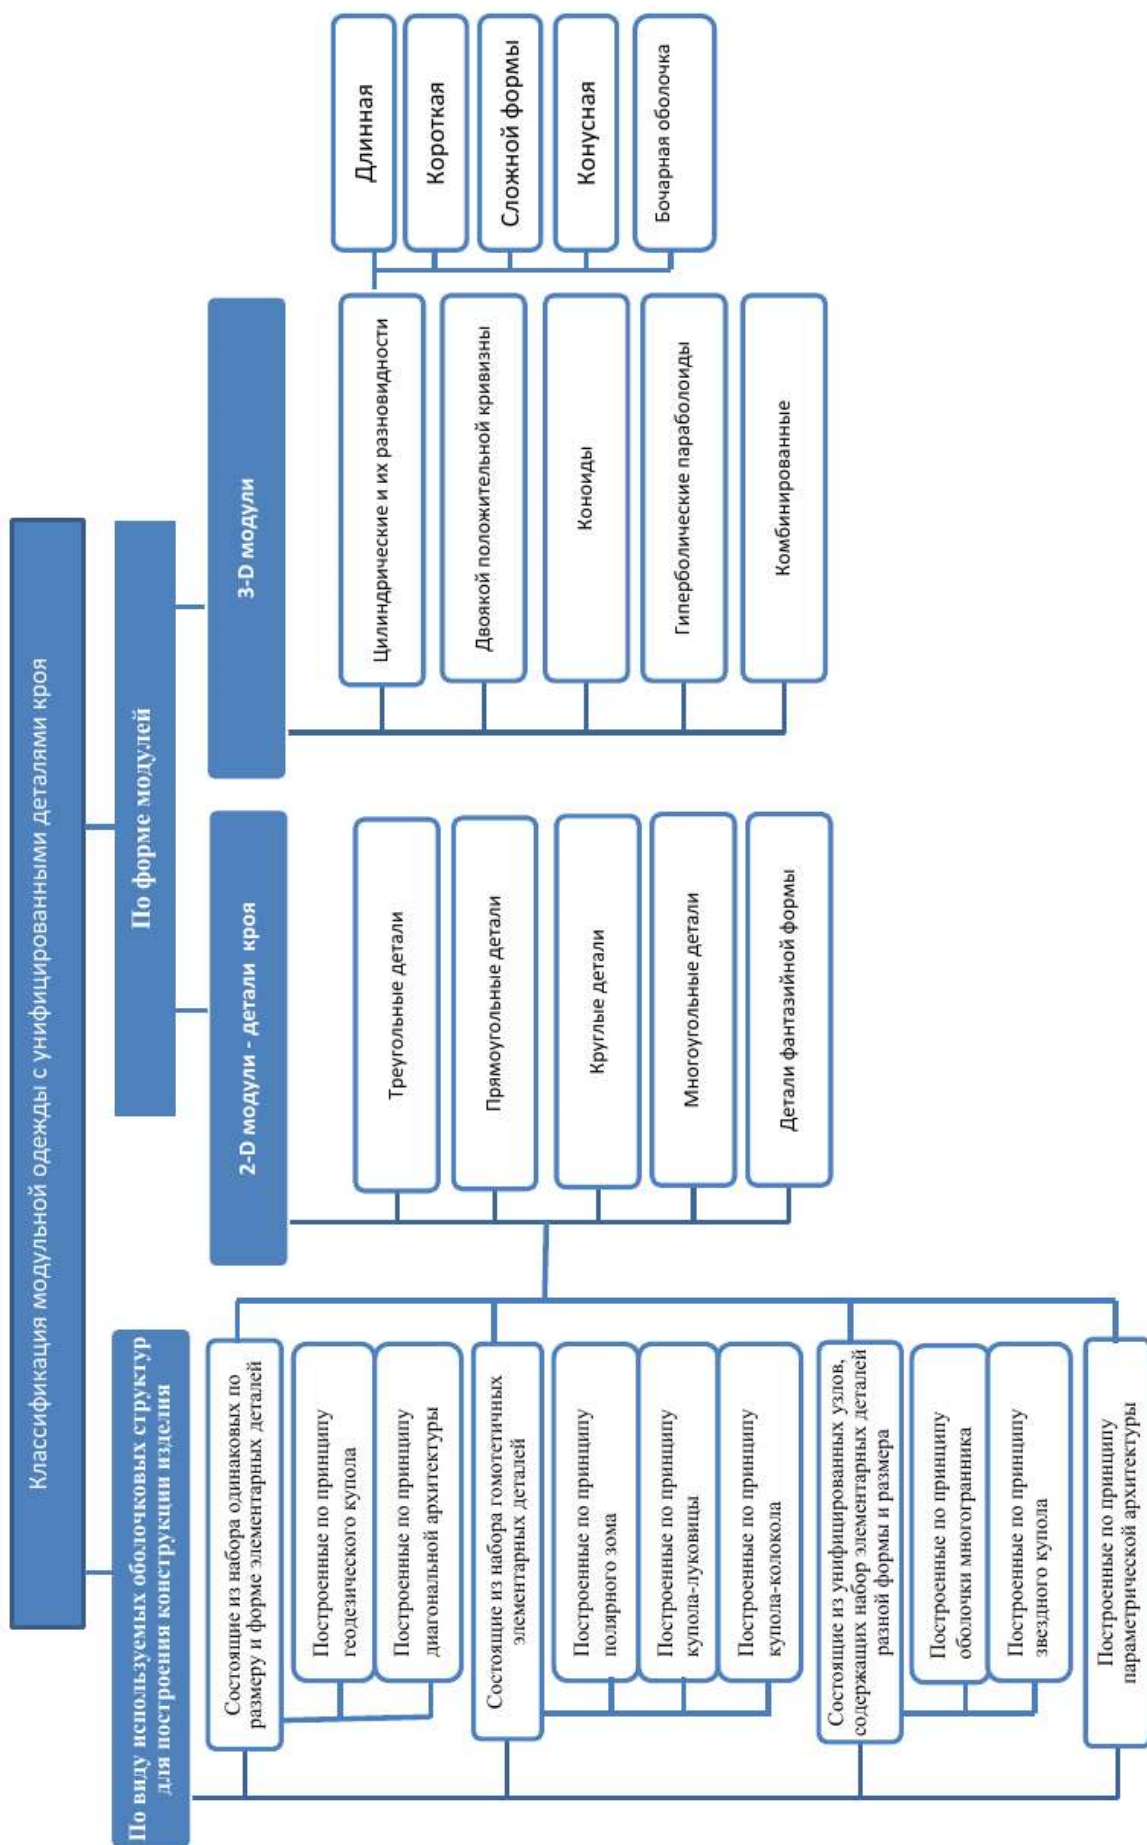 Классификация модульной одежды с унифицированными деталями кроя
По виду используемых оболочковых структур
для построения конструкции изделия
По форме модулей
2-D модули - детали кроя
3-D модули
Состоящие из набора одинаковых по
размеру и форме элементарных деталей
Построенные по принципу
геодезического купола
Построенные по принципу
диагональной архитектуры
Состоящие из набора гомотетичных
элементарных деталей
Построенные по принципу
полярного зома
Построенные по принципу
купола-луковицы
Построенные по принципу
купола-колокола
Состоящие из унифицированных узлов,
содержащих набор элементарных деталей
разной формы и размера
Построенные по принципу
оболочки многогранника
Построенные по принципу
звездного купола
Построенные по принципу
параметрической архитектуры
Треугольные детали
Прямоугольные детали
Круглые детали
Многоугольные детали
Детали фантазийной формы
Цилиндрические и их разновидности
Двоякой положительной кривизны
Коноиды
Гиперболические параболоиды
Комбинированные
Длинная
Короткая
Сложной формы
Конусная
Бочарная оболочка